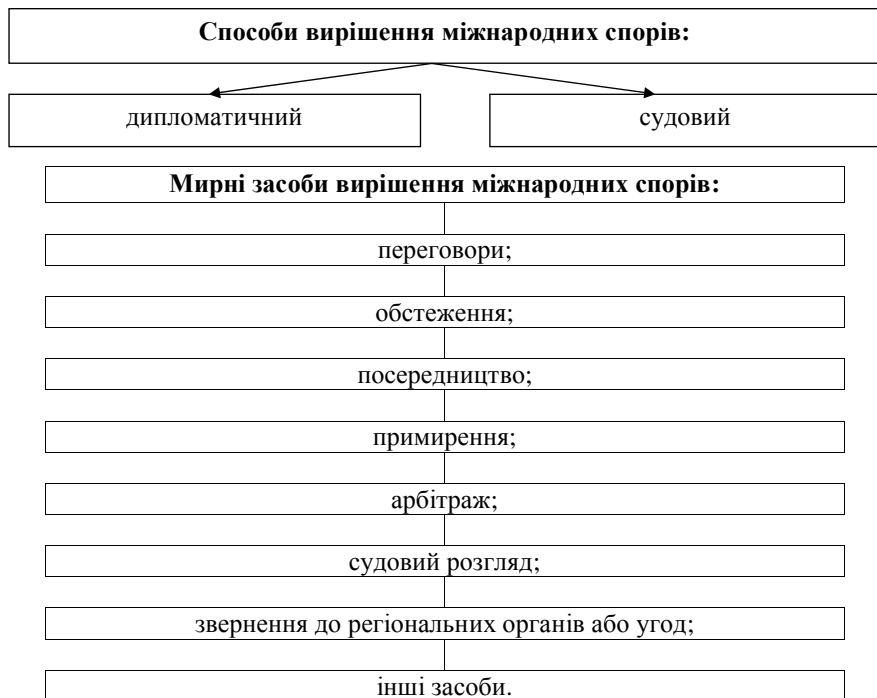 Способи вирішення міжнародних спорів:
дипломатичний
судовий
Мирні засоби вирішення міжнародних спорів:
переговори;
обстеження;
посередництво;
примирення;
арбітраж;
судовий розгляд;
звернення до регіональних органів або угод;
інші засоби.